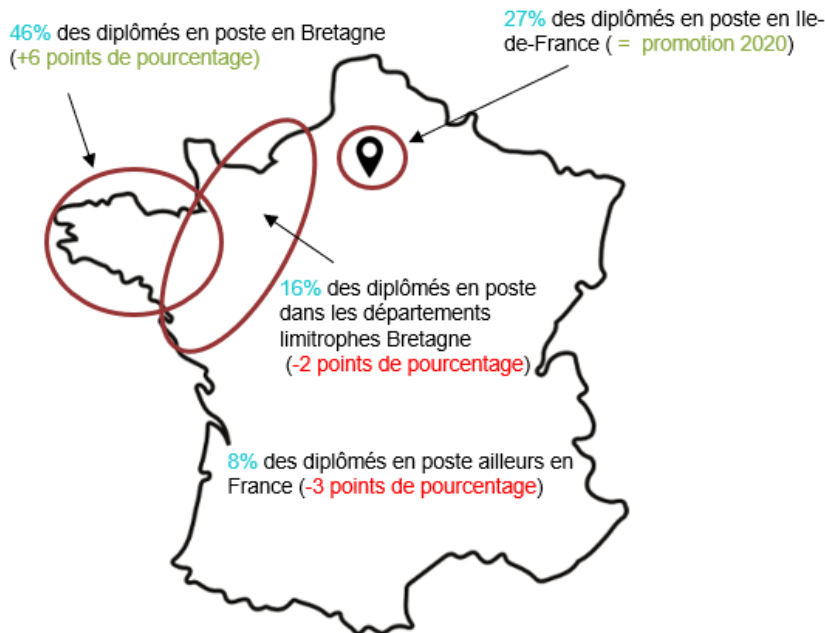 46% des diplômés en poste en Bretagne
(+6 points de pourcentage)
27% des diplômés en poste en Ile-
de-France ( = promotion 2020)
16% des diplômés en poste
dans les départements
limitrophes Bretagne
(-2 points de pourcentage)
8% des diplômés en poste ailleurs en
France (-3 points de pourcentage)